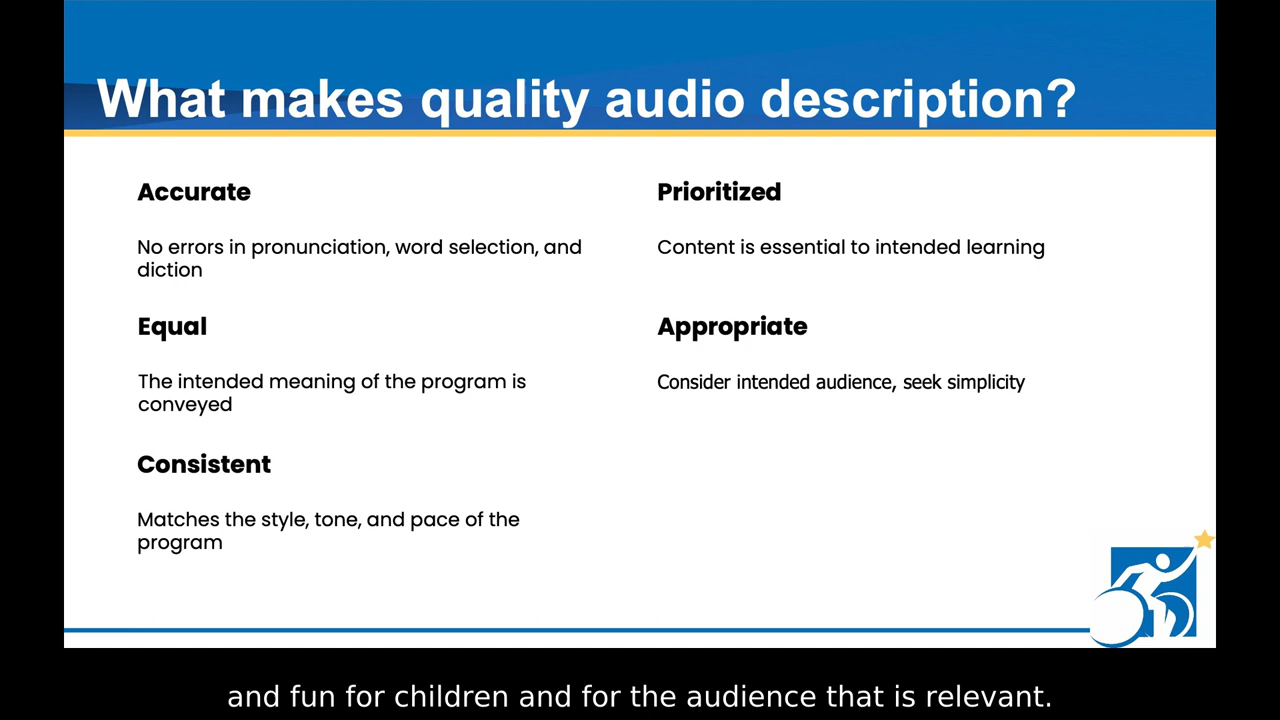 What makes quality audio description?
Accurate
No errors in pronunciation, word selection, and
diction
Equal
The intended meaning of the program is
conveyed
Consistent
Matches the style, tone, and pace of the
program
Prioritized
Content is essential to intended learning
Appropriate
Consider intended audience, seek simplicity
and fun for children and for the audience that is relevant.